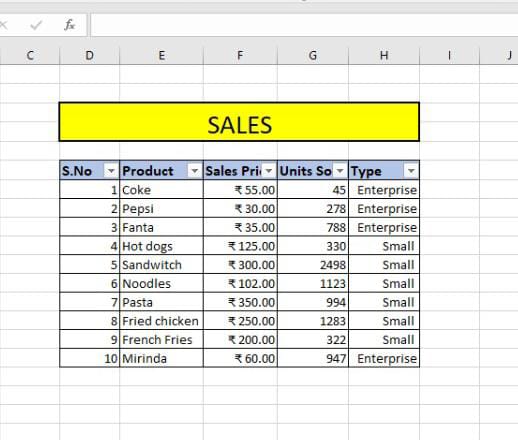 fx
C D E F G H I J
SALES
S.No Product Sales Pri Units So Type
1 Coke ₹ 55.00 45 Enterprise
2 Pepsi ₹ 30.00 278 Enterprise
3 Fanta ₹ 35.00 788 Enterprise
4 Hot dogs ₹ 125.00 330 Small
5 Sandwitch ₹ 300.00 2498 Small
6 Noodles ₹ 102.00 1123 Small
7 Pasta ₹ 350.00 994 Small
8 Fried chicken ₹ 250.00 1283 Small
9 French Fries ₹ 200.00 322 Small
10 Mirinda ₹ 60.00 947 Enterprise